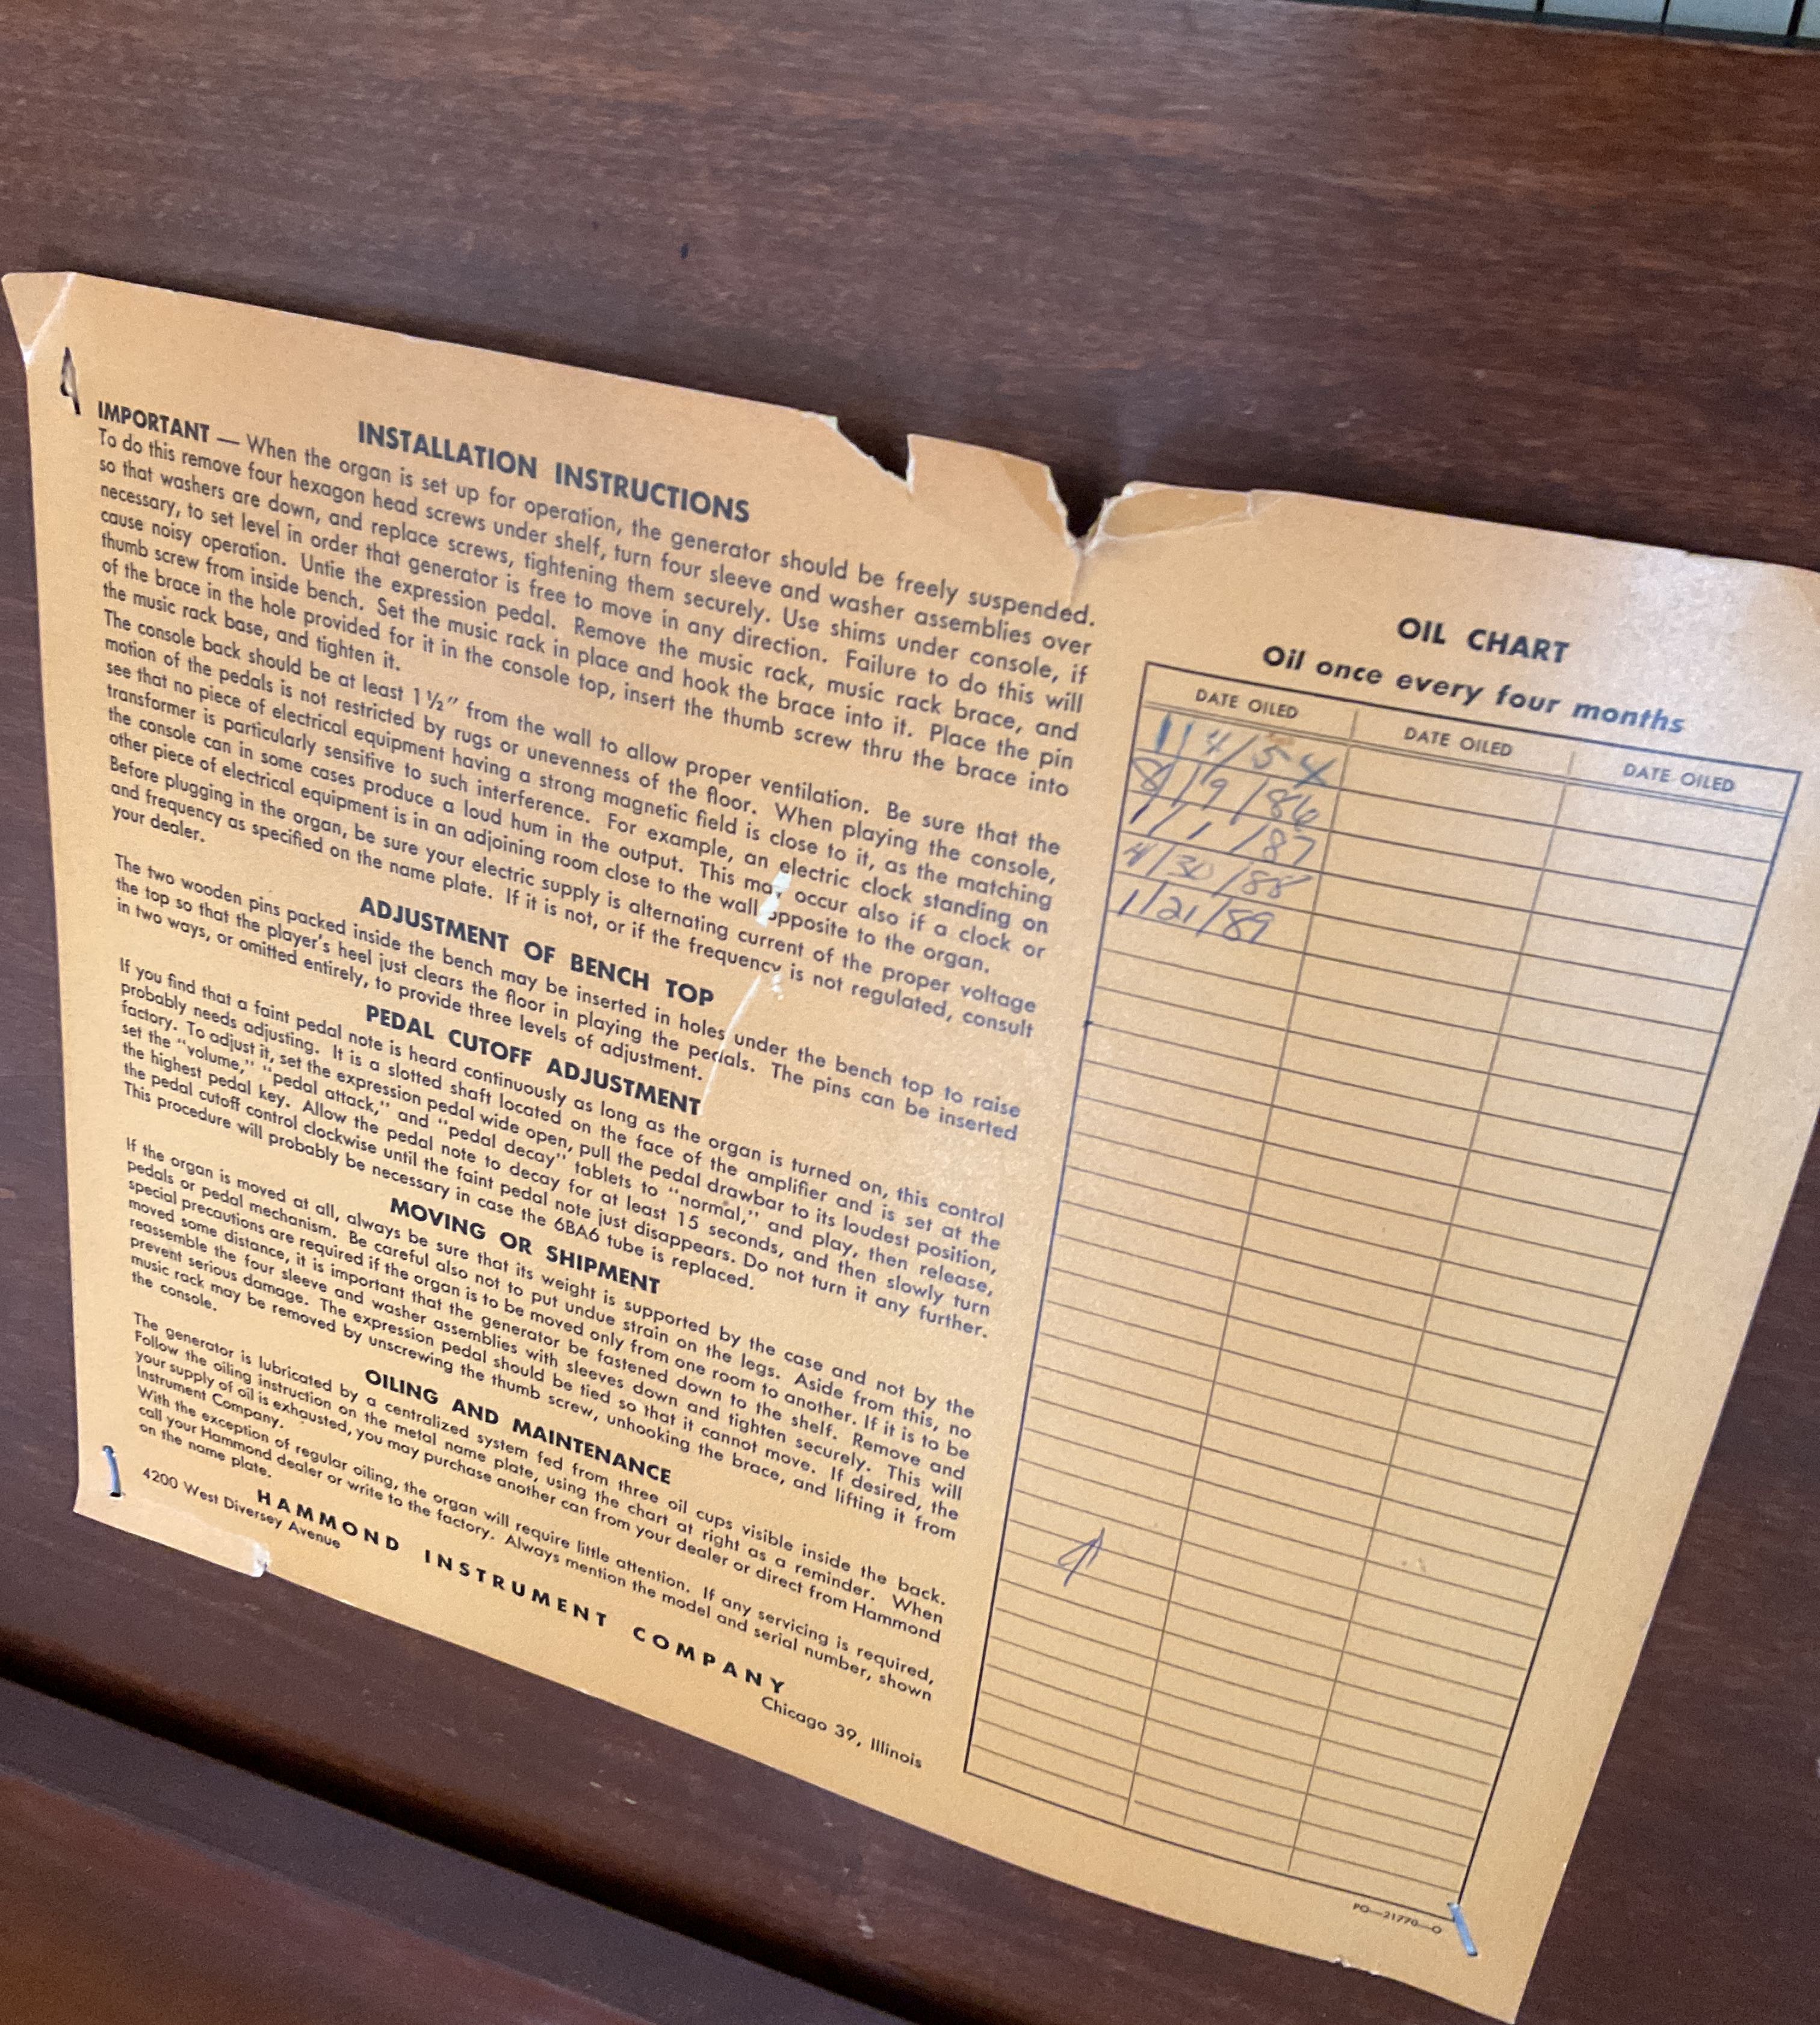 INSTALLATION INSTRUCTIONS
IMPORTANT — When the organ is set up for operation, the generator should be freely suspended.
To do this remove four hexagon head screws under shelf, turn four sleeve and washer assemblies over
so that washers are down, and replace screws, tightening them securely. Use shims under console, if
necessary, to set level in order that generator is free to move in any direction. Failure to do this will
cause noisy operation. Untie the expression pedal. Remove the music rack, music rack brace, and
thumb screw from inside bench. Set the music rack in place and hook the brace into it. Place the pin
of the brace in the hole provided for it in the console top, insert the thumb screw thru the brace into
the music rack base, and tighten it.
The console back should be at least 1½" from the wall to allow proper ventilation. Be sure that the
motion of the pedals is not restricted by rugs or unevenness of the floor. When playing the console,
see that no piece of electrical equipment having a strong magnetic field is close to it, as the matching
transformer is particularly sensitive to such interference. For example, an electric clock standing on
the console can in some cases produce a loud hum in the output. This may occur also if a clock or
other piece of electrical equipment is in an adjoining room close to the wall opposite to the organ.
Before plugging in the organ, be sure your electric supply is alternating current of the proper voltage
and frequency as specified on the name plate. If it is not, or if the frequency is not regulated, consult
your dealer.
ADJUSTMENT OF BENCH TOP
The two wooden pins packed inside the bench may be inserted in holes under the bench top to raise
the top so that the player's heel just clears the floor in playing the pedals. The pins can be inserted
in two ways, or omitted entirely, to provide three levels of adjustment.
PEDAL CUTOFF ADJUSTMENT
If you find that a faint pedal note is heard continuously as long as the organ is turned on, this control
probably needs adjusting. It is a slotted shaft located on the face of the amplifier and is set at the
factory. To adjust it, set the expression pedal wide open, pull the pedal drawbar to its loudest position,
set the "volume," "pedal attack," and "pedal decay" tablets to "normal," and play, then release,
the highest pedal key. Allow the pedal note to decay for at least 15 seconds, and then slowly turn
the pedal cutoff control clockwise until the faint pedal note just disappears. Do not turn it any further.
This procedure will probably be necessary in case the 6BA6 tube is replaced.
MOVING OR SHIPMENT
If the organ is moved at all, always be sure that its weight is supported by the case and not by the
pedals or pedal mechanism. Be careful also not to put undue strain on the legs. Aside from this, no
special precautions are required if the organ is to be moved only from one room to another. If it is to be
moved some distance, it is important that the generator be fastened down to the shelf. Remove and
reassemble the four sleeve and washer assemblies with sleeves down and tighten securely. This will
prevent serious damage. The expression pedal should be tied so that it cannot move. If desired, the
music rack may be removed by unscrewing the thumb screw, unhooking the brace, and lifting it from
the console.
OILING AND MAINTENANCE
The generator is lubricated by a centralized system fed from three oil cups visible inside the back.
Follow the oiling instruction on the metal name plate, using the chart at right as a reminder. When
your supply of oil is exhausted, you may purchase another can from your dealer or direct from Hammond
Instrument Company.
With the exception of regular oiling, the organ will require little attention. If any servicing is required,
call your Hammond dealer or write to the factory. Always mention the model and serial number, shown
on the name plate.
HAMMOND INSTRUMENT COMPANY
4200 West Diversey Avenue
Chicago 39, Illinois
OIL CHART
Oil once every four months
DATE OILED DATE OILED DATE OILED
1/4/54
8/9/86
1/1/87
4/30/88
1/21/89
PO—21770—O